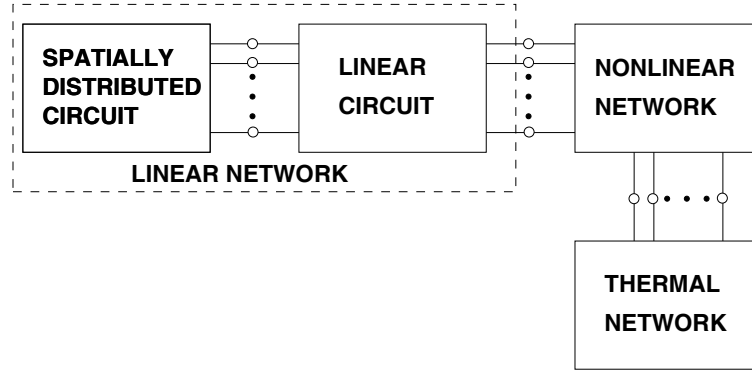 SPATIALLY
DISTRIBUTED
CIRCUIT
LINEAR
CIRCUIT
NONLINEAR
NETWORK
LINEAR NETWORK
THERMAL
NETWORK